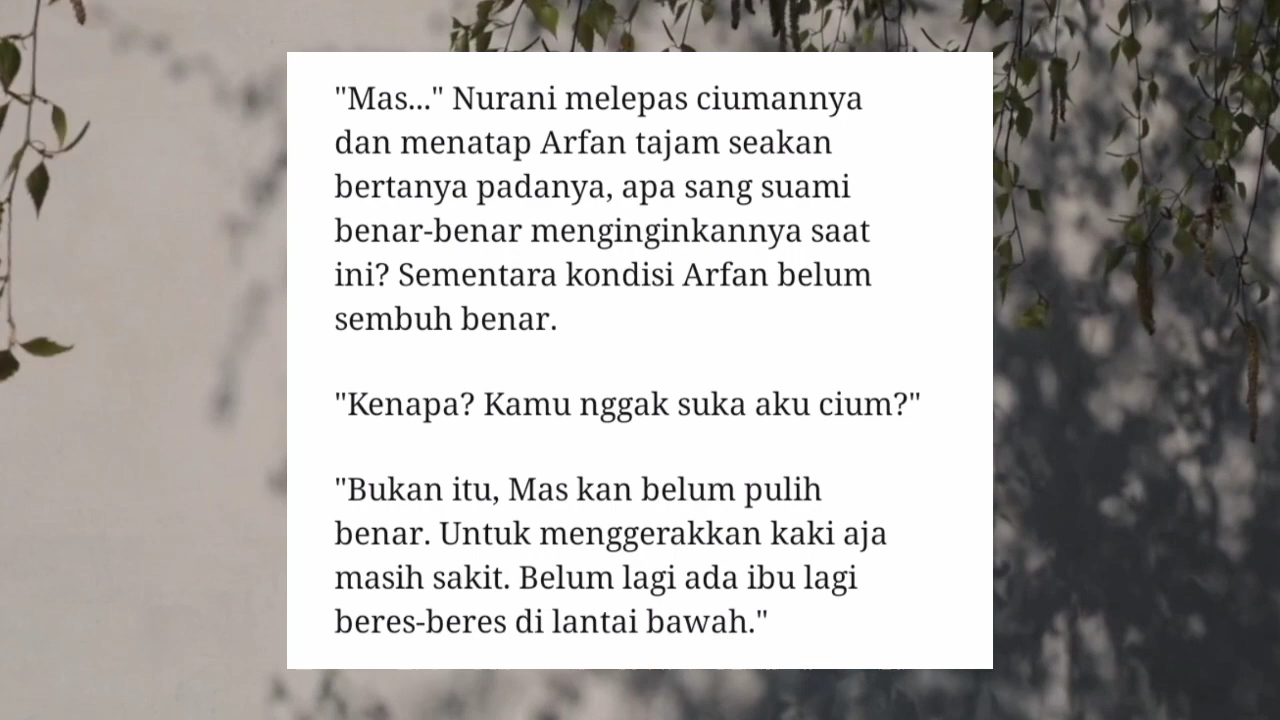 "Mas..." Nurani melepas ciumannya
dan menatap Arfan tajam seakan
bertanya padanya, apa sang suami
benar-benar menginginkannya saat
ini? Sementara kondisi Arfan belum
sembuh benar.
"Kenapa? Kamu nggak suka aku cium?"
"Bukan itu, Mas kan belum pulih
benar. Untuk menggerakkan kaki aja
masih sakit. Belum lagi ada ibu lagi
beres-beres di lantai bawah."